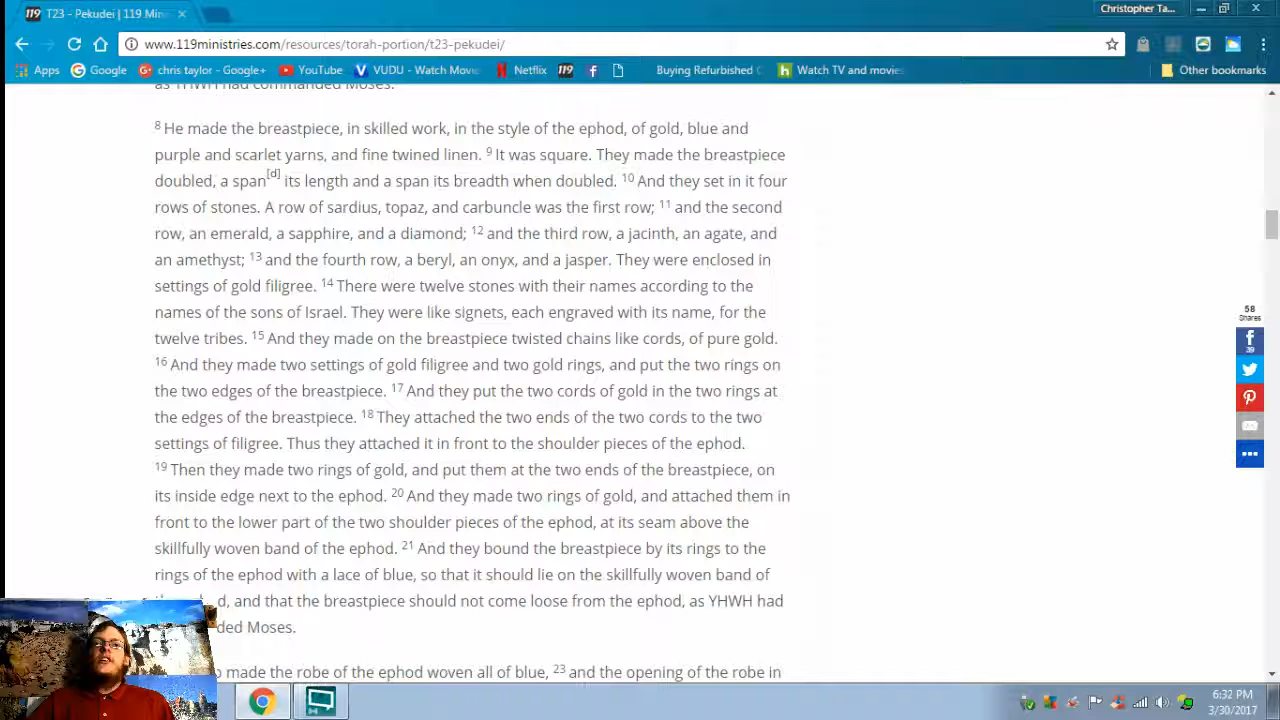 119 T23 - Pekudei | 119 Min
Christopher Ta...
www.119ministries.com/resources/torah-portion/t23-pekudei/
Apps Google chris taylor - Google+ YouTube VUDU - Watch Movie Netflix 119 Buying Refurbished Watch TV and movies Other bookmarks
as YHWH had commanded Moses.
8 He made the breastpiece, in skilled work, in the style of the ephod, of gold, blue and
purple and scarlet yarns, and fine twined linen. 9 It was square. They made the breastpiece
doubled, a span[d] its length and a span its breadth when doubled. 10 And they set in it four
rows of stones. A row of sardius, topaz, and carbuncle was the first row; 11 and the second
row, an emerald, a sapphire, and a diamond; 12 and the third row, a jacinth, an agate, and
an amethyst; 13 and the fourth row, a beryl, an onyx, and a jasper. They were enclosed in
settings of gold filigree. 14 There were twelve stones with their names according to the
names of the sons of Israel. They were like signets, each engraved with its name, for the
twelve tribes. 15 And they made on the breastpiece twisted chains like cords, of pure gold.
16 And they made two settings of gold filigree and two gold rings, and put the two rings on
the two edges of the breastpiece. 17 And they put the two cords of gold in the two rings at
the edges of the breastpiece. 18 They attached the two ends of the two cords to the two
settings of filigree. Thus they attached it in front to the shoulder pieces of the ephod.
19 Then they made two rings of gold, and put them at the two ends of the breastpiece, on
its inside edge next to the ephod. 20 And they made two rings of gold, and attached them in
front to the lower part of the two shoulder pieces of the ephod, at its seam above the
skillfully woven band of the ephod. 21 And they bound the breastpiece by its rings to the
rings of the ephod with a lace of blue, so that it should lie on the skillfully woven band of
d, and that the breastpiece should not come loose from the ephod, as YHWH had
ded Moses.
made the robe of the ephod woven all of blue, 23 and the opening of the robe in
58
Shares
39
6:32 PM
3/30/2017